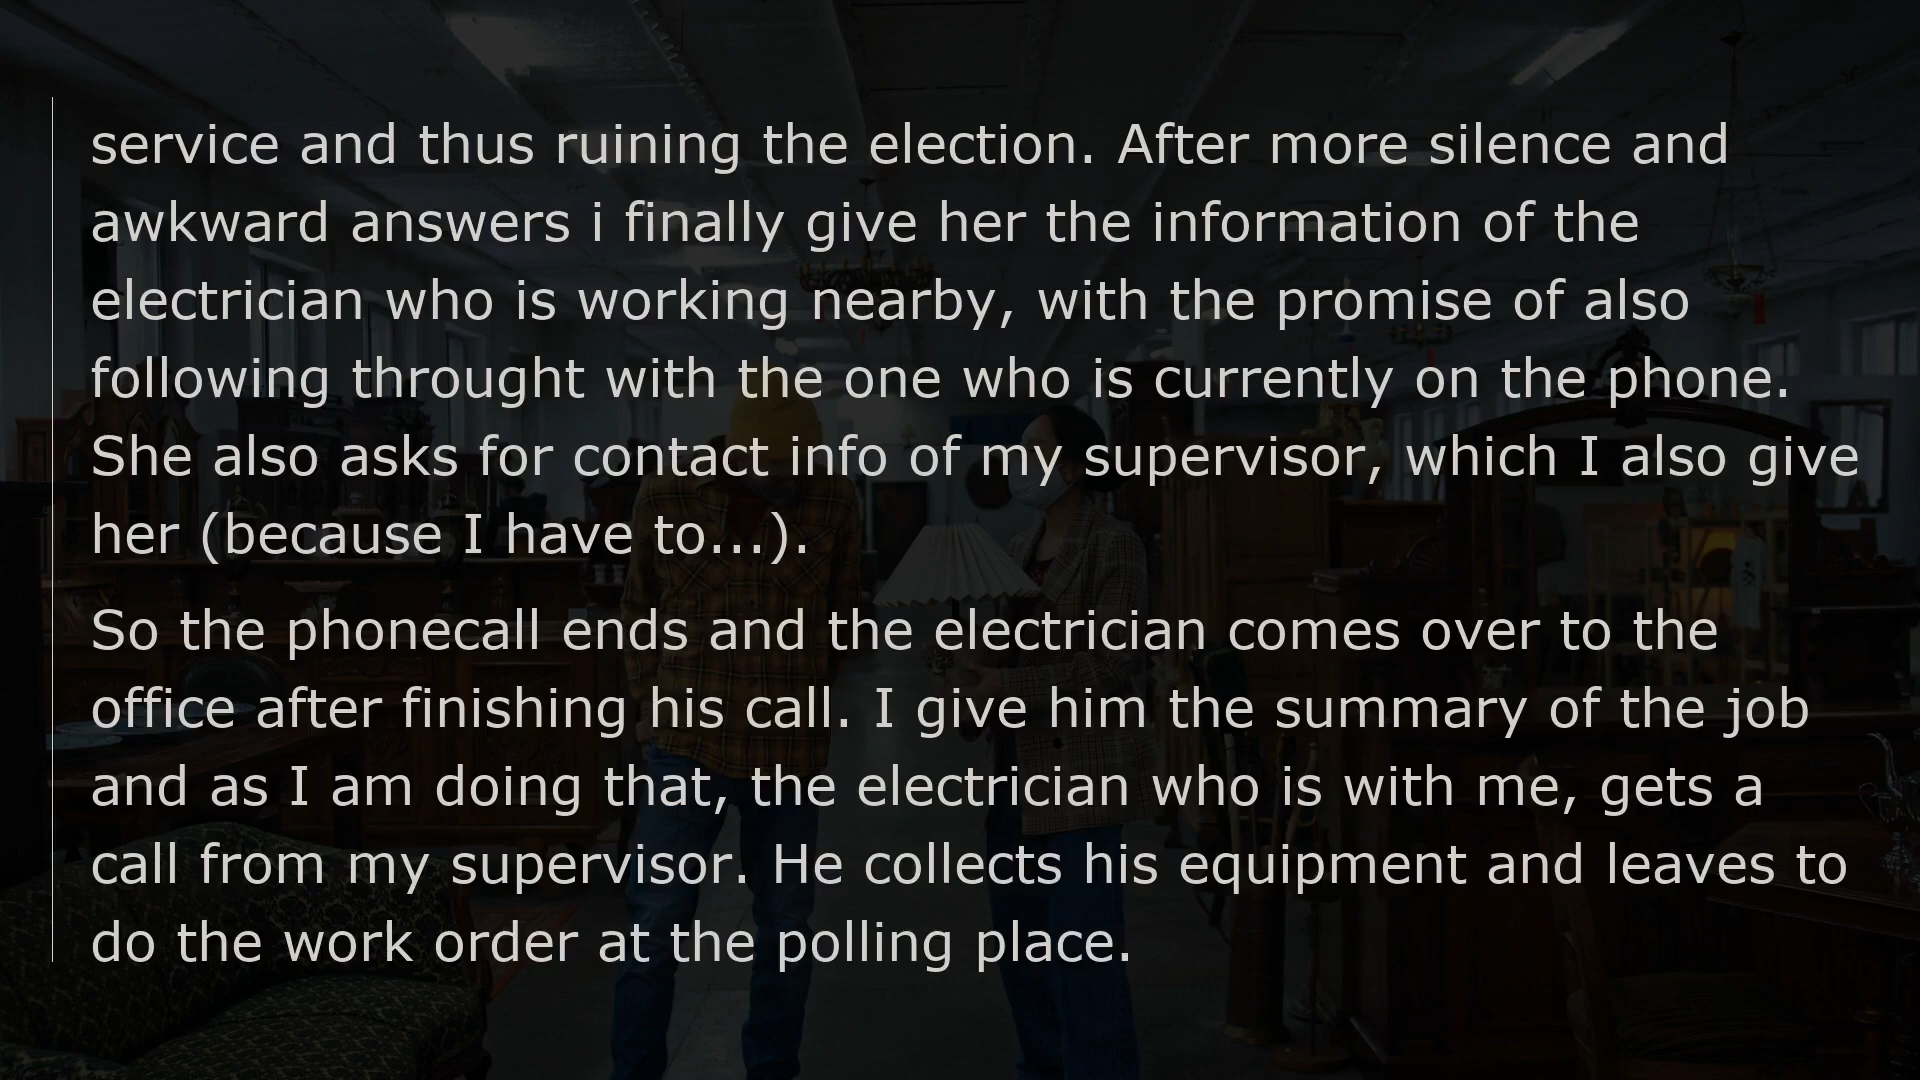 service and thus ruining the election. After more silence and
awkward answers i finally give her the information of the
electrician who is working nearby, with the promise of also
following throught with the one who is currently on the phone.
She also asks for contact info of my supervisor, which I also give
her (because I have to...).
So the phonecall ends and the electrician comes over to the
office after finishing his call. I give him the summary of the job
and as I am doing that, the electrician who is with me, gets a
call from my supervisor. He collects his equipment and leaves to
do the work order at the polling place.